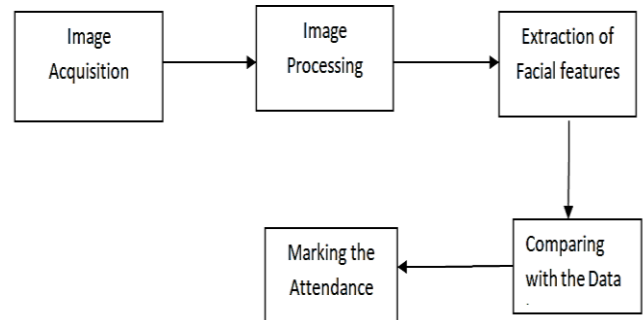 Image
Acquisition
Image
Processing
Extraction of
Facial features
Comparing
with the Data
Marking the
Attendance